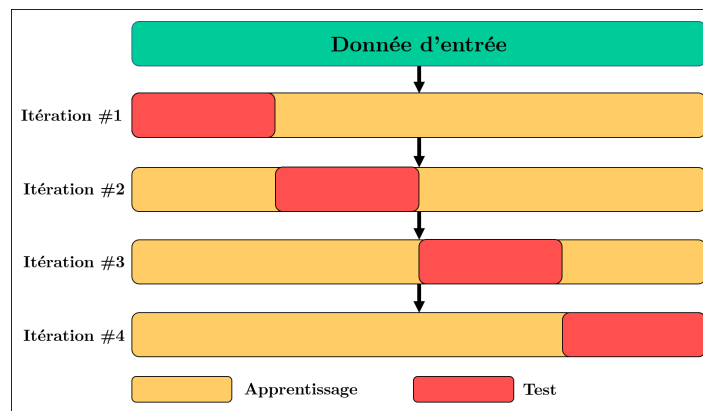 Donnée d'entrée
Itération #1
Itération #2
Itération #3
Itération #4
Apprentissage
Test